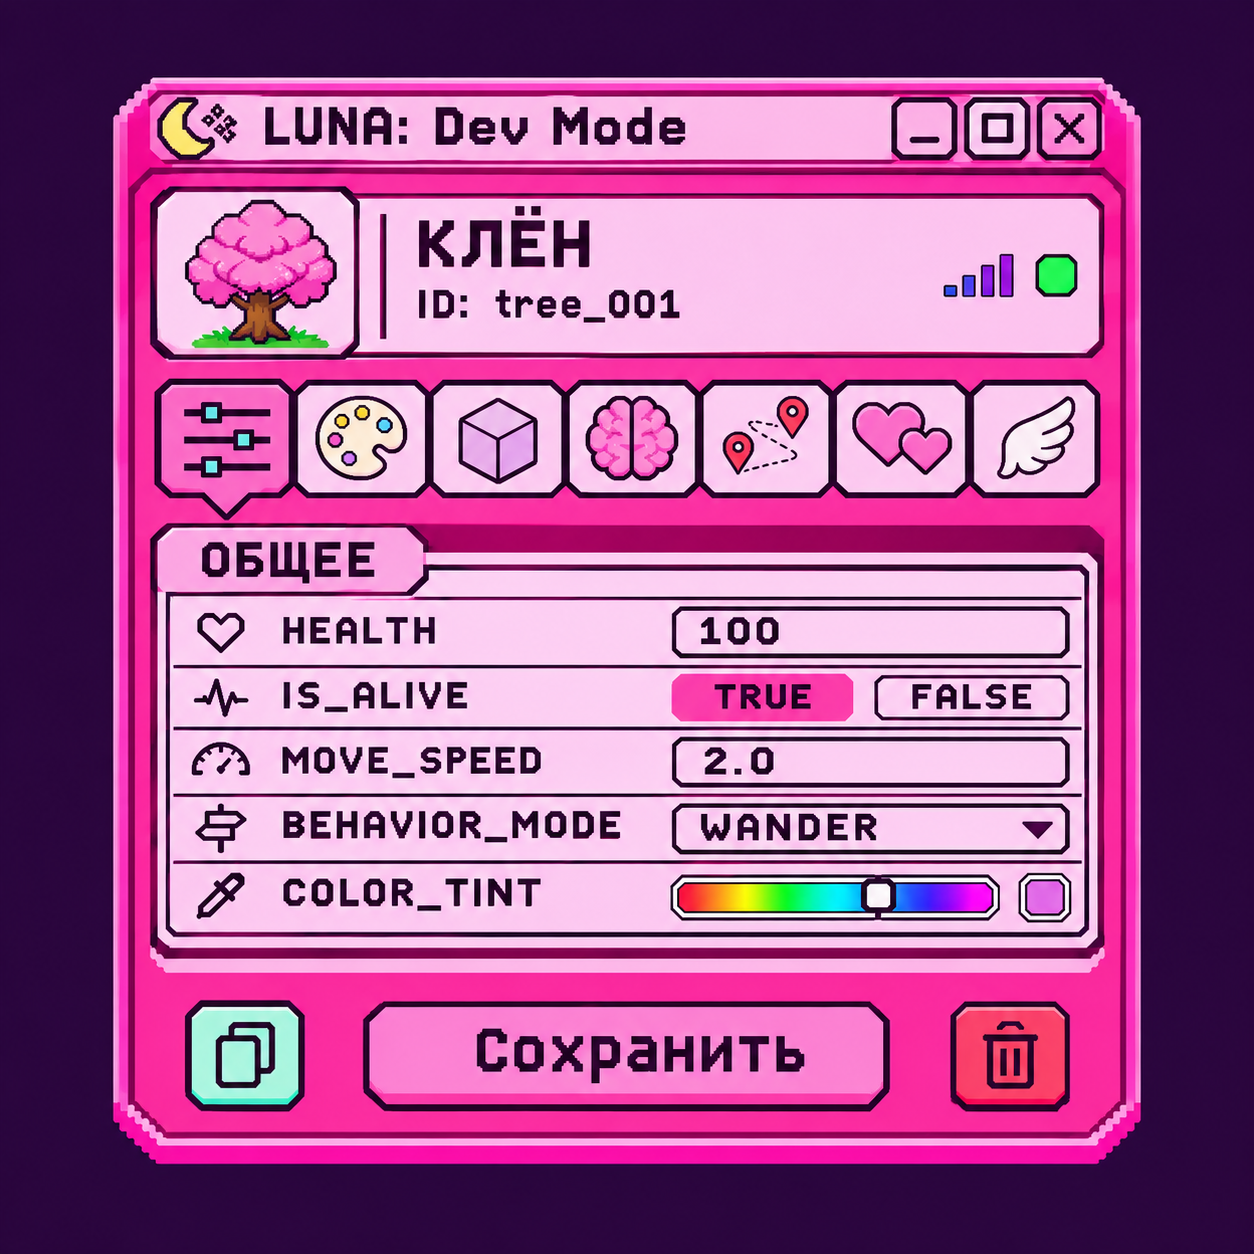 LUNA: Dev Mode
КЛЁН
ID: tree_001
ОБЩЕЕ
HEALTH 100
IS_ALIVE TRUE FALSE
MOVE_SPEED 2.0
BEHAVIOR_MODE WANDER
COLOR_TINT
Сохранить